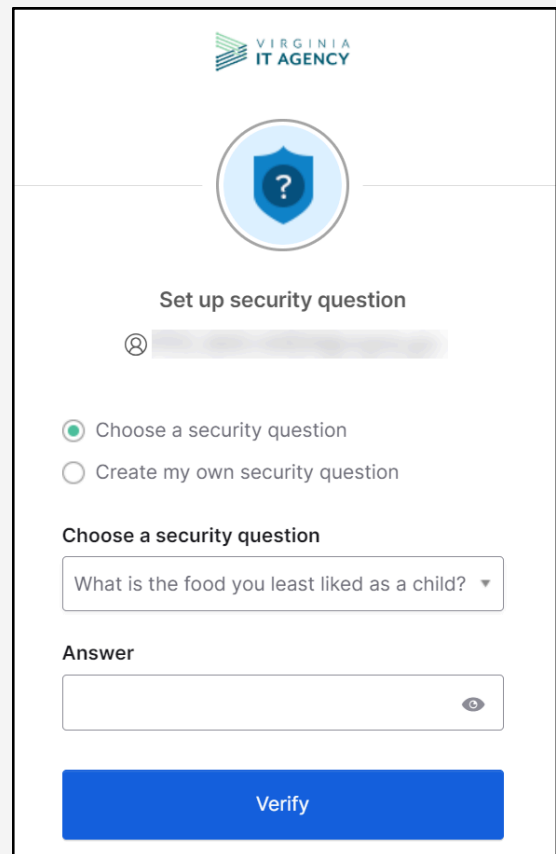 VIRGINIA
IT AGENCY
?
Set up security question
Choose a security question
Create my own security question
Choose a security question
What is the food you least liked as a child?
Answer
Verify